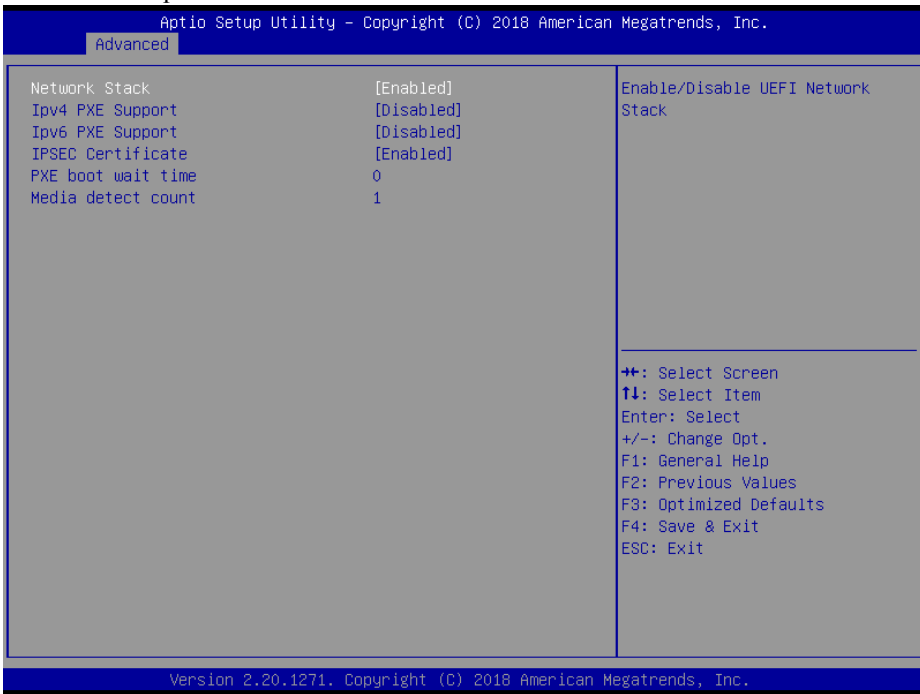 Aptio Setup Utility – Copyright (C) 2018 American Megatrends, Inc.
Advanced
Network Stack [Enabled]
Ipv4 PXE Support [Disabled]
Ipv6 PXE Support [Disabled]
IPSEC Certificate [Enabled]
PXE boot wait time 0
Media detect count 1
Enable/Disable UEFI Network
Stack
→←: Select Screen
↑↓: Select Item
Enter: Select
+/-: Change Opt.
F1: General Help
F2: Previous Values
F3: Optimized Defaults
F4: Save & Exit
ESC: Exit
Version 2.20.1271. Copyright (C) 2018 American Megatrends, Inc.